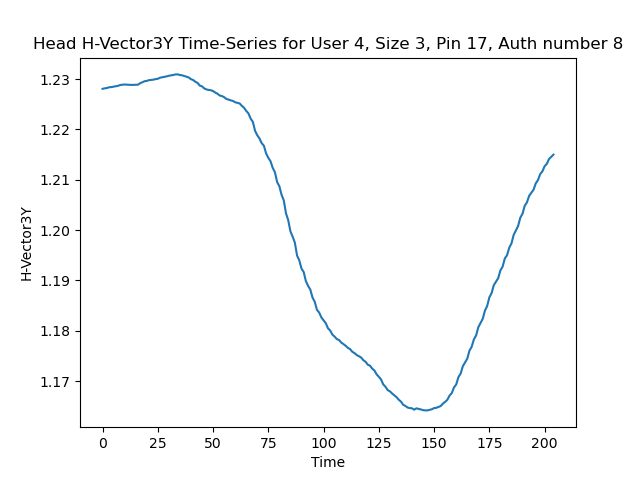 Head H-Vector3Y Time-Series for User 4, Size 3, Pin 17, Auth number 8
1.23
1.22
1.21
1.20
1.19
1.18
1.17
H-Vector3Y
0 25 50 75 100 125 150 175 200
Time